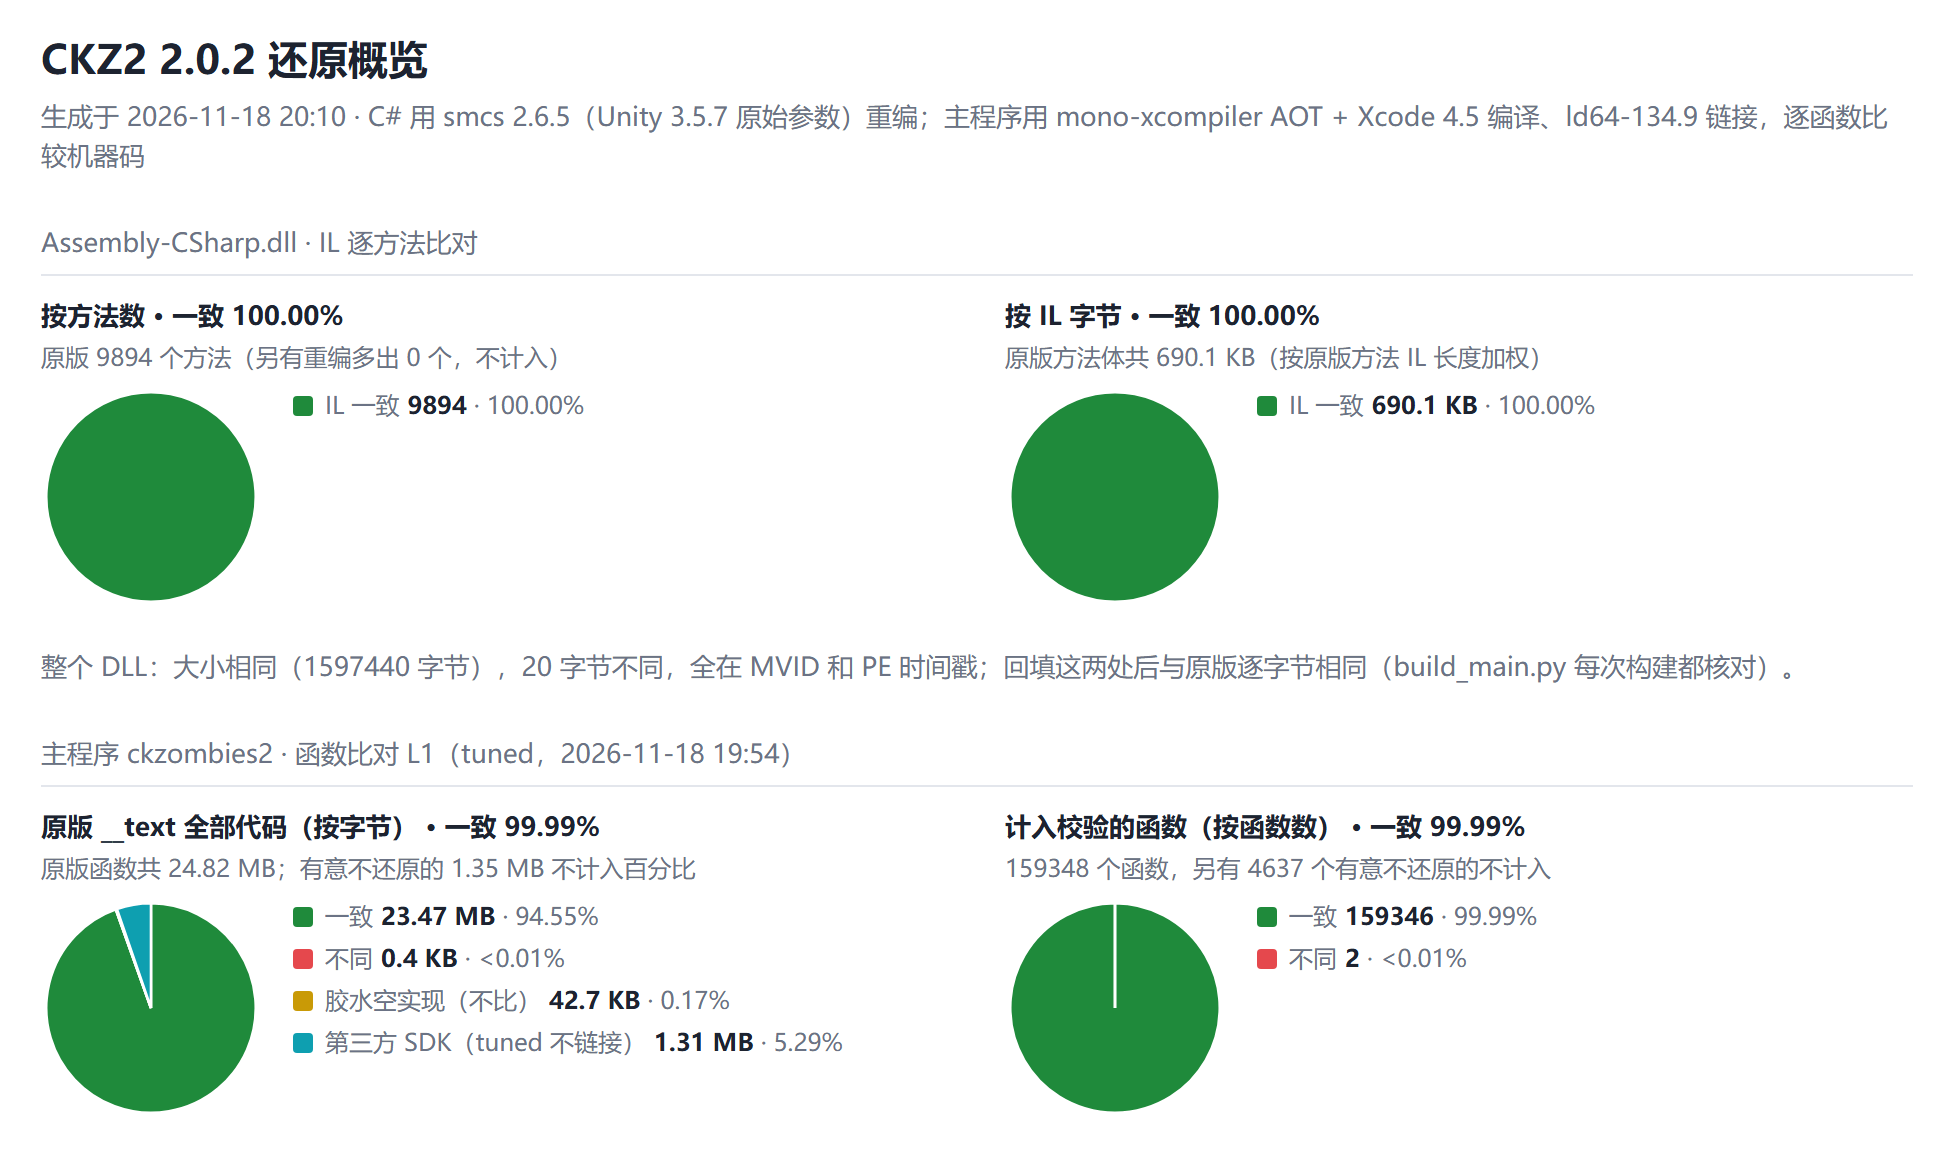 CKZ2 2.0.2 还原概览
生成于 2026-11-18 20:10 · C# 用 smcs 2.6.5（Unity 3.5.7 原始参数）重编；主程序用 mono-xcompiler AOT + Xcode 4.5 编译、ld64-134.9 链接，逐函数比
较机器码
Assembly-CSharp.dll · IL 逐方法比对
按方法数 • 一致 100.00%
原版 9894 个方法（另有重编多出 0 个，不计入）
IL 一致 9894 · 100.00%
按 IL 字节 • 一致 100.00%
原版方法体共 690.1 KB（按原版方法 IL 长度加权）
IL 一致 690.1 KB · 100.00%
整个 DLL：大小相同（1597440 字节），20 字节不同，全在 MVID 和 PE 时间戳；回填这两处后与原版逐字节相同（build_main.py 每次构建都核对）。
主程序 ckzombies2 · 函数比对 L1（tuned，2026-11-18 19:54）
原版 __text 全部代码（按字节） • 一致 99.99%
原版函数共 24.82 MB；有意不还原的 1.35 MB 不计入百分比
一致 23.47 MB · 94.55%
不同 0.4 KB · <0.01%
胶水空实现（不比） 42.7 KB · 0.17%
第三方 SDK（tuned 不链接） 1.31 MB · 5.29%
计入校验的函数（按函数数） • 一致 99.99%
159348 个函数，另有 4637 个有意不还原的不计入
一致 159346 · 99.99%
不同 2 · <0.01%